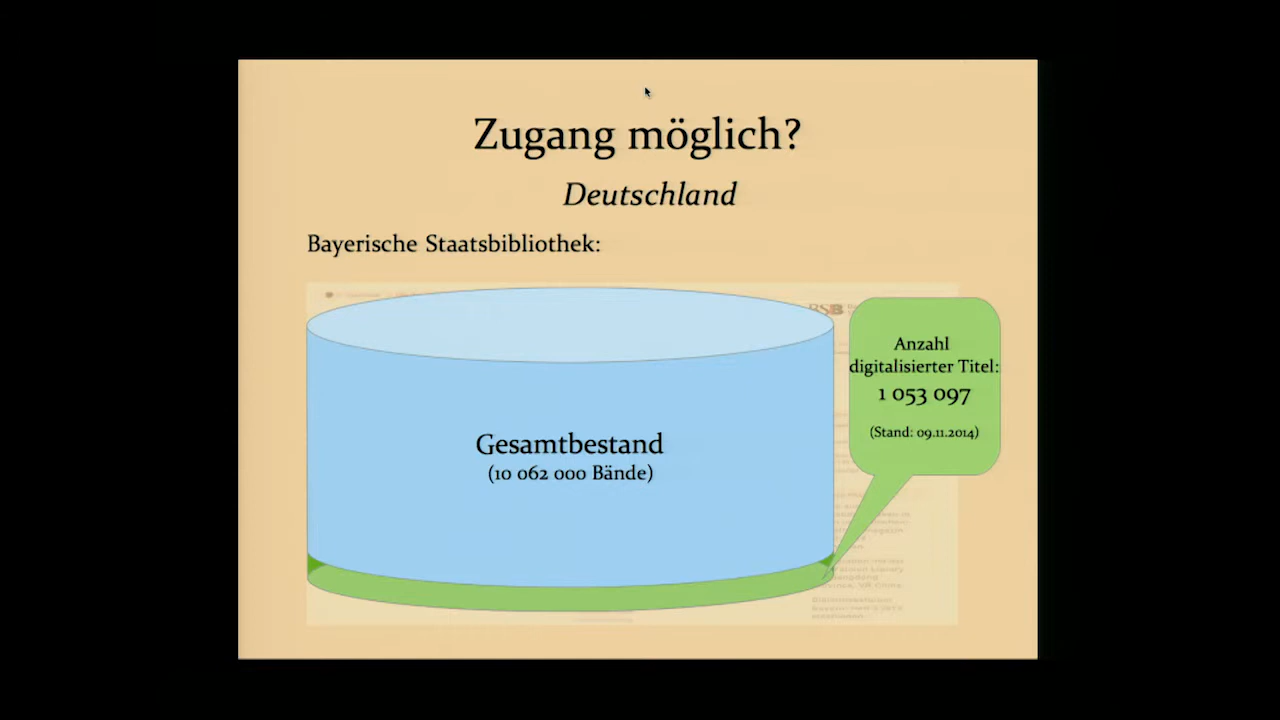 Zugang möglich?
Deutschland
Bayerische Staatsbibliothek:
BSB
Gesamtbestand
(10 062 000 Bände)
Anzahl
digitalisierter Titel:
1 053 097
(Stand: 09.11.2014)